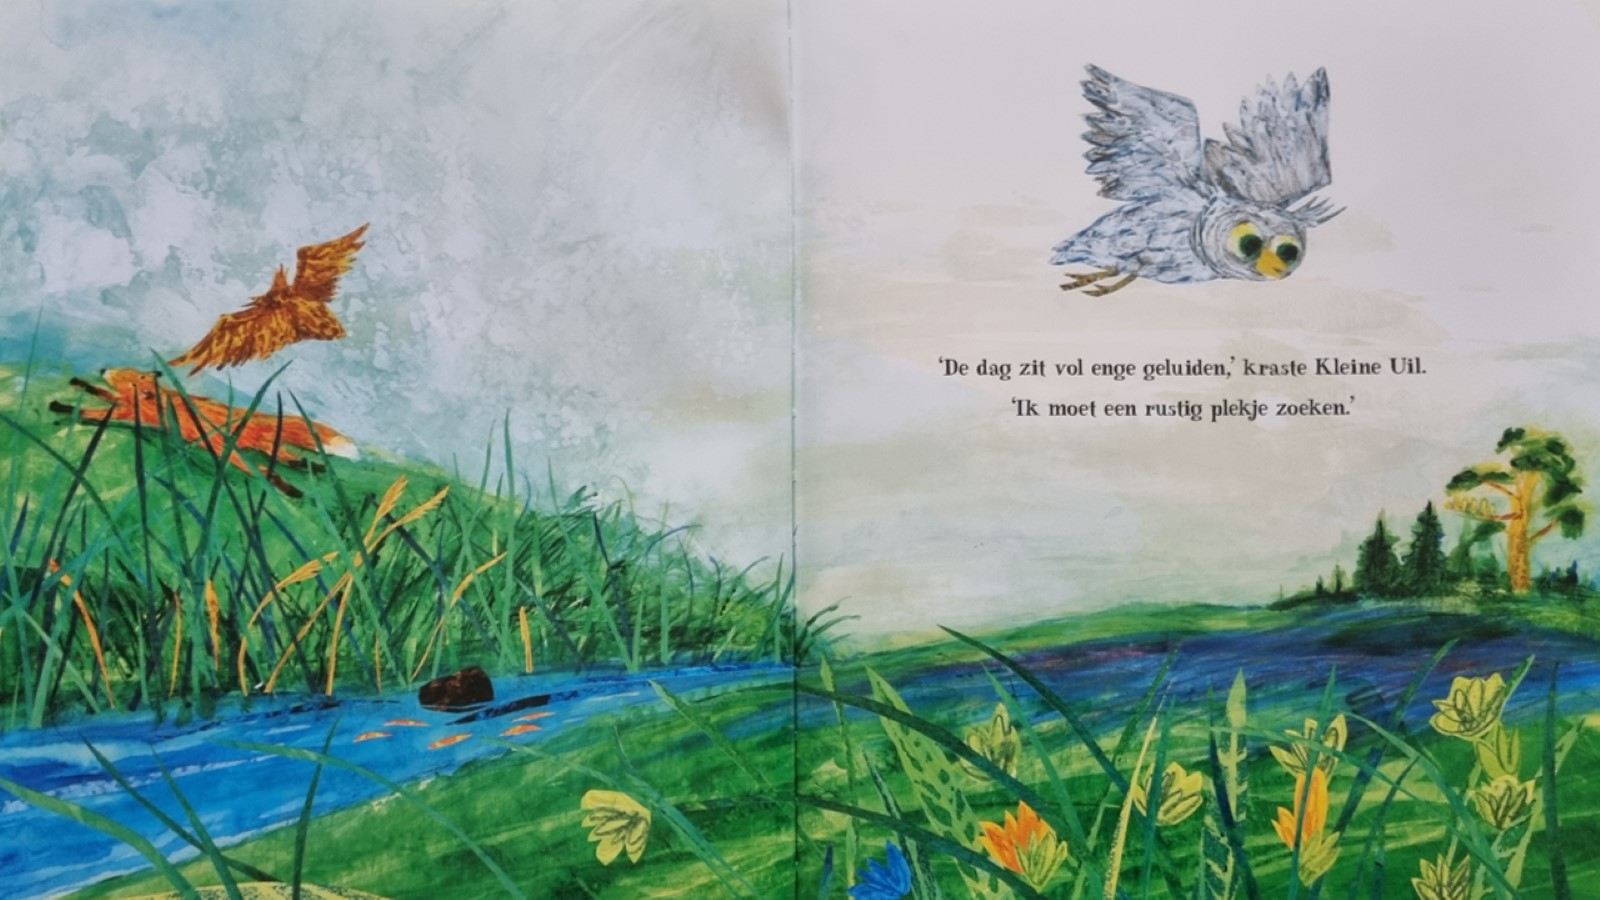 ‘De dag zit vol enge geluiden,’ kraste Kleine Uil.
‘Ik moet een rustig plekje zoeken.’